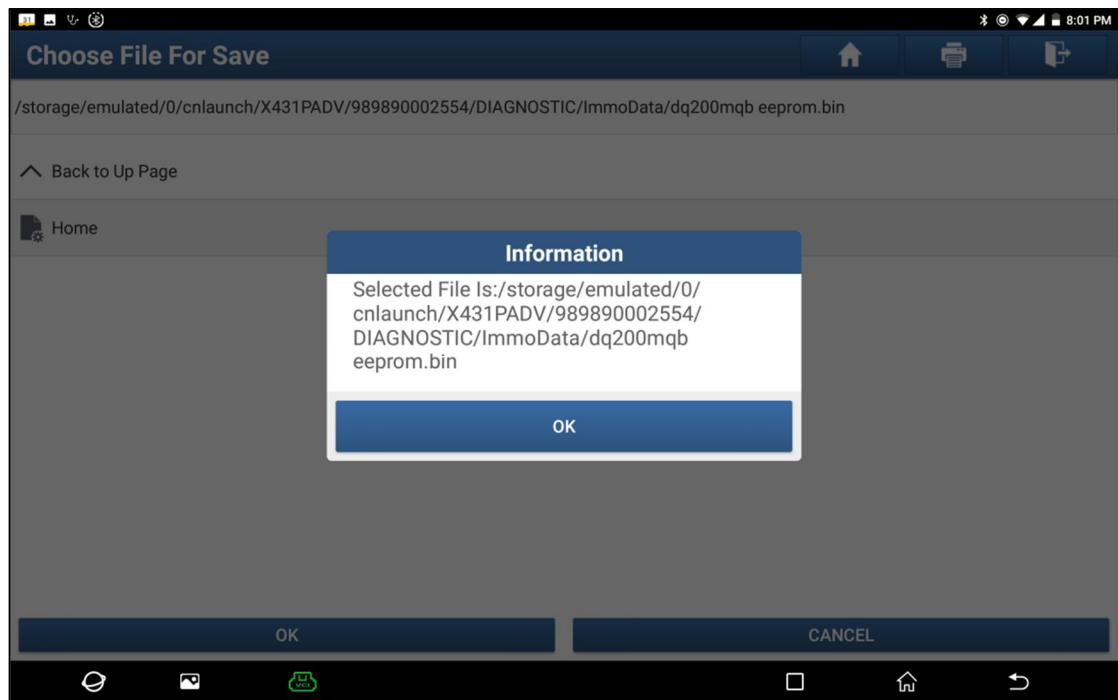 31
8:01 PM
Choose File For Save
/storage/emulated/0/cnlaunch/X431PADV/989890002554/DIAGNOSTIC/ImmoData/dq200mqb eeprom.bin
Back to Up Page
Home
Information
Selected File Is:/storage/emulated/0/
cnlaunch/X431PADV/989890002554/
DIAGNOSTIC/ImmoData/dq200mqb
eeprom.bin
OK
OK
CANCEL
VCI